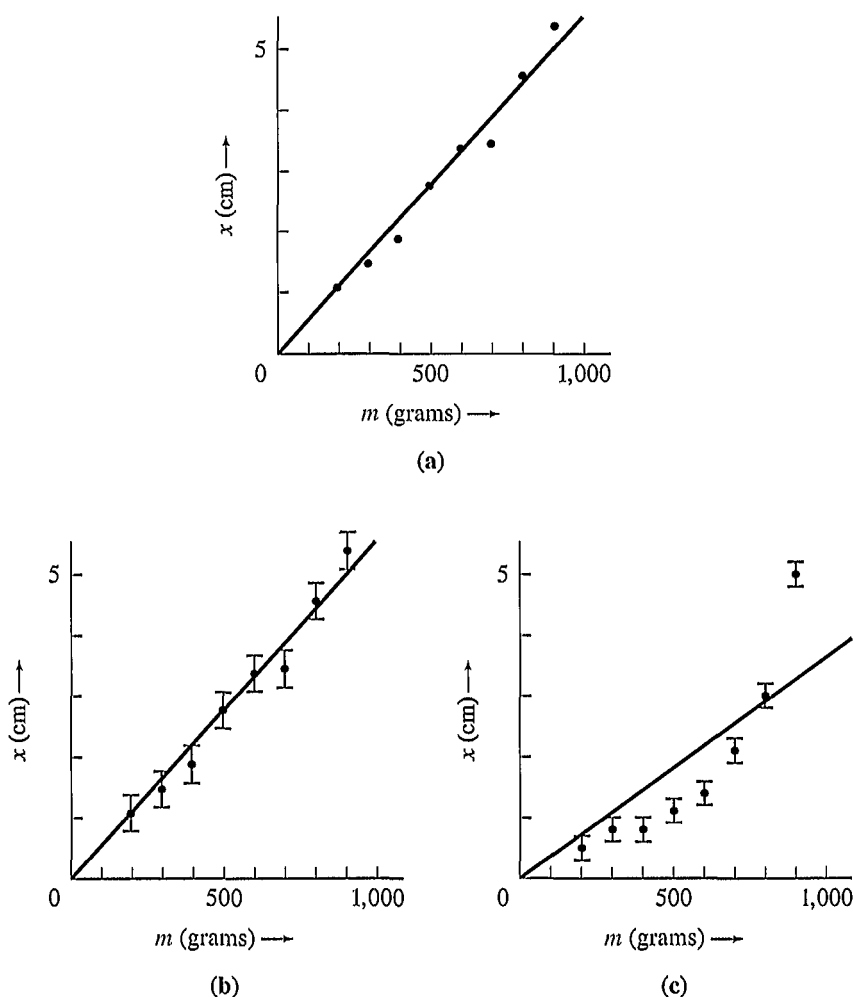 5
x (cm) →
0 500 1,000
m (grams) →
(a)
5
x (cm) →
0 500 1,000
m (grams) →
(b)
5
x (cm) →
0 500 1,000
m (grams) →
(c)